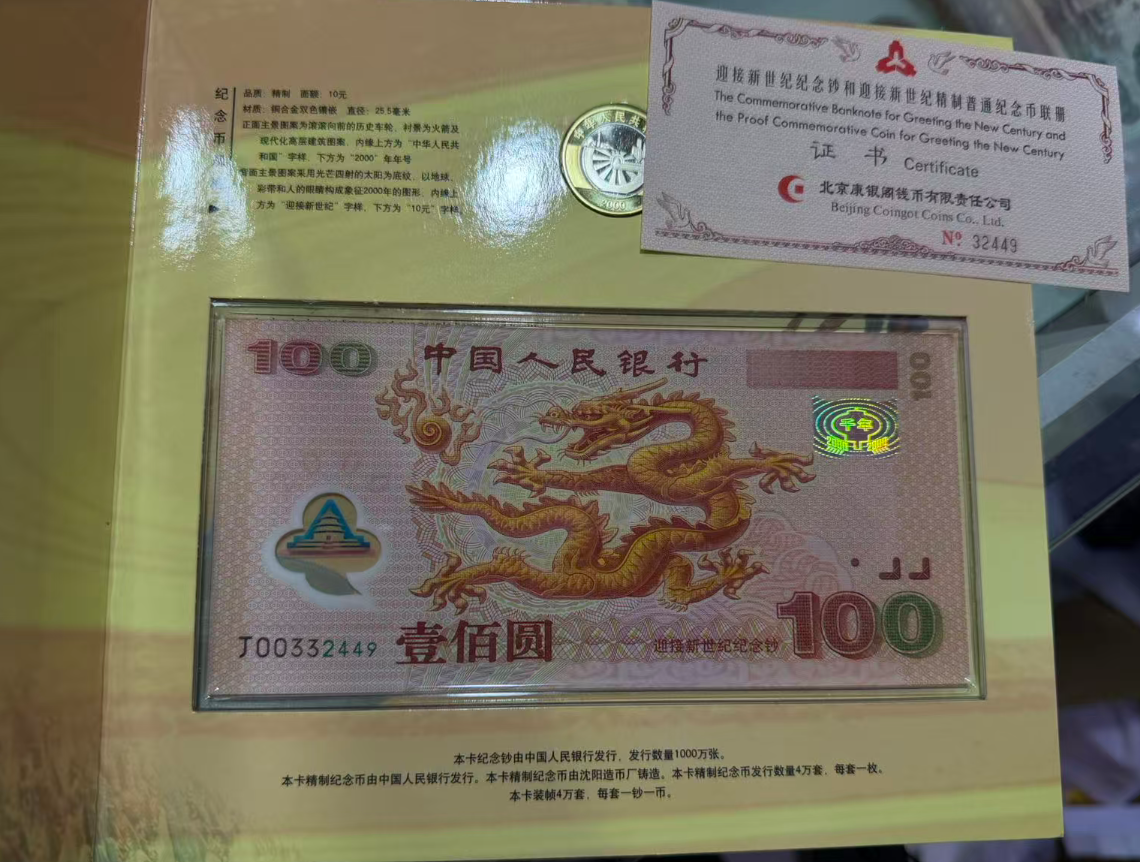 纪
念
币
品质：精制 面额：10元
材质：铜合金双色镶嵌 直径：25.5毫米
正面主景图案为滚滚向前的历史车轮，衬景为火箭及
现代化高层建筑图案，内缘上方为“中华人民共
和国”字样，下方为“2000”年年号
背面主景图案采用光芒四射的太阳为底纹，以地球、
彩带和人的眼睛构成象征2000年的图形，内缘上
方为“迎接新世纪”字样，下方为“10元”字样
中华人民共
2000
迎接新世纪纪念钞和迎接新世纪精制普通纪念币联册
The Commemorative Banknote for Greeting the New Century and
the Proof Commemorative Coin for Greeting the New Century
证 书 Certificate
北京康银阁钱币有限责任公司
Beijing Coingot Coins Co., Ltd.
Nº 32449
100 中国人民银行
100
千年
J00332449 壹佰圆
迎接新世纪纪念钞 100
本卡纪念钞由中国人民银行发行，发行数量1000万张。
本卡精制纪念币由中国人民银行发行。本卡精制纪念币由沈阳造币厂铸造。本卡精制纪念币发行数量4万套，每套一枚。
本卡装帧4万套，每套一钞一币。